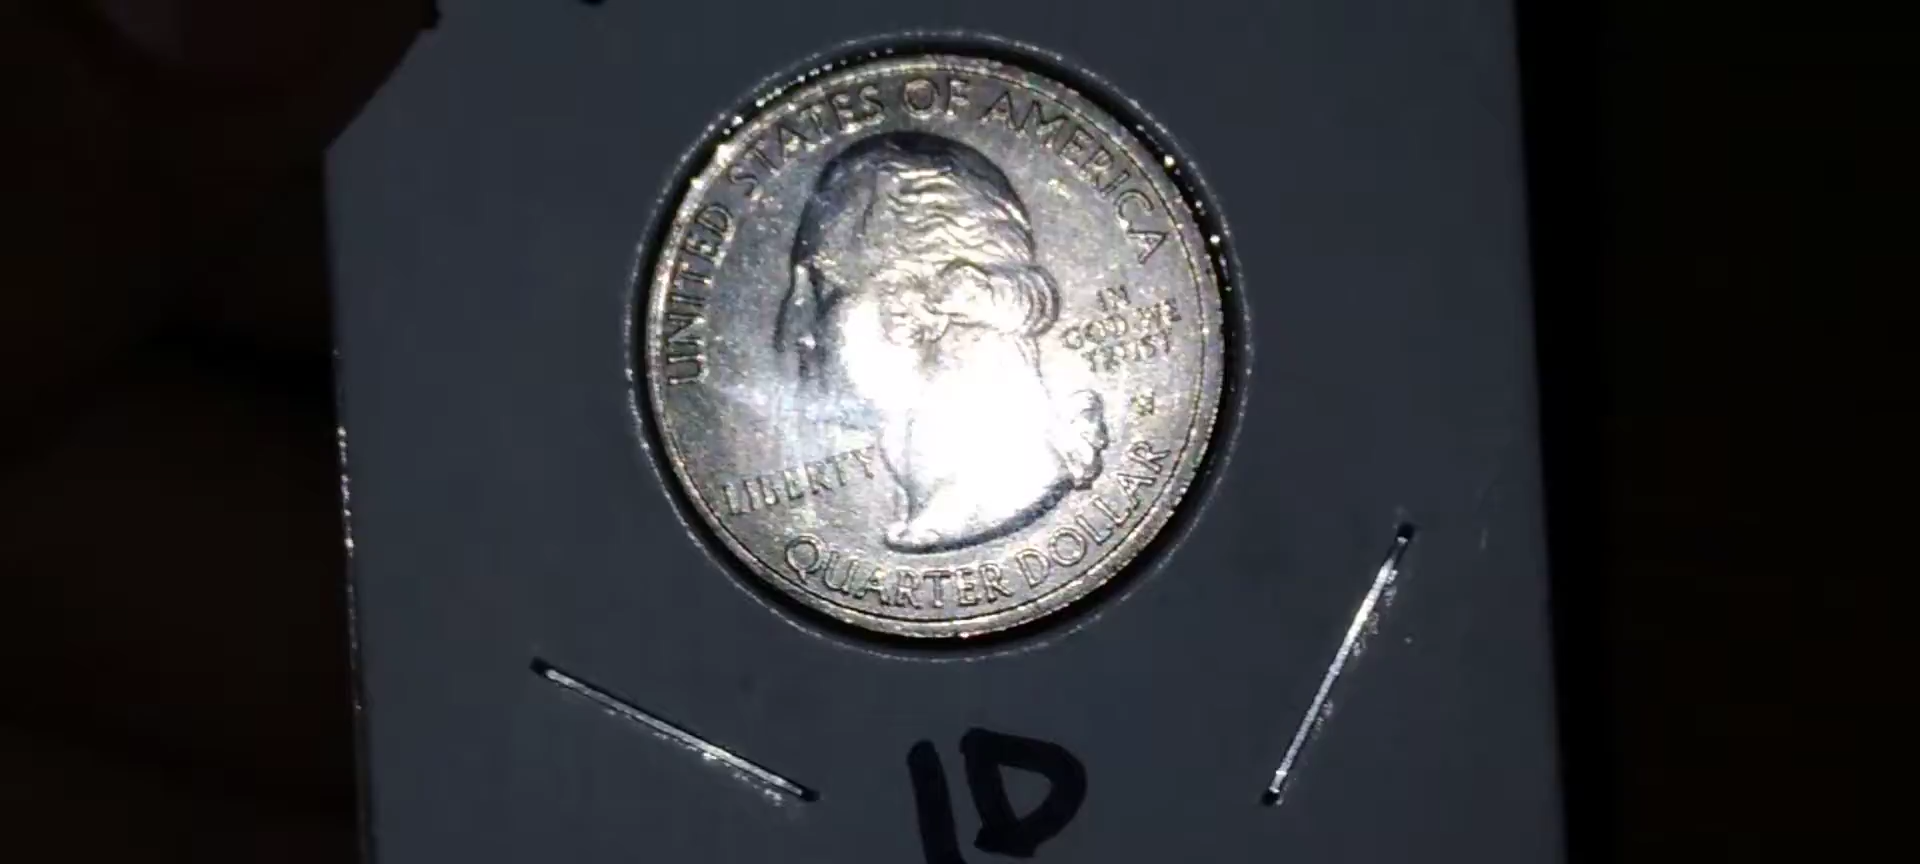 UNITED STATES OF AMERICA
IN
GOD WE
TRUST
LIBERTY
QUARTER DOLLAR
1D